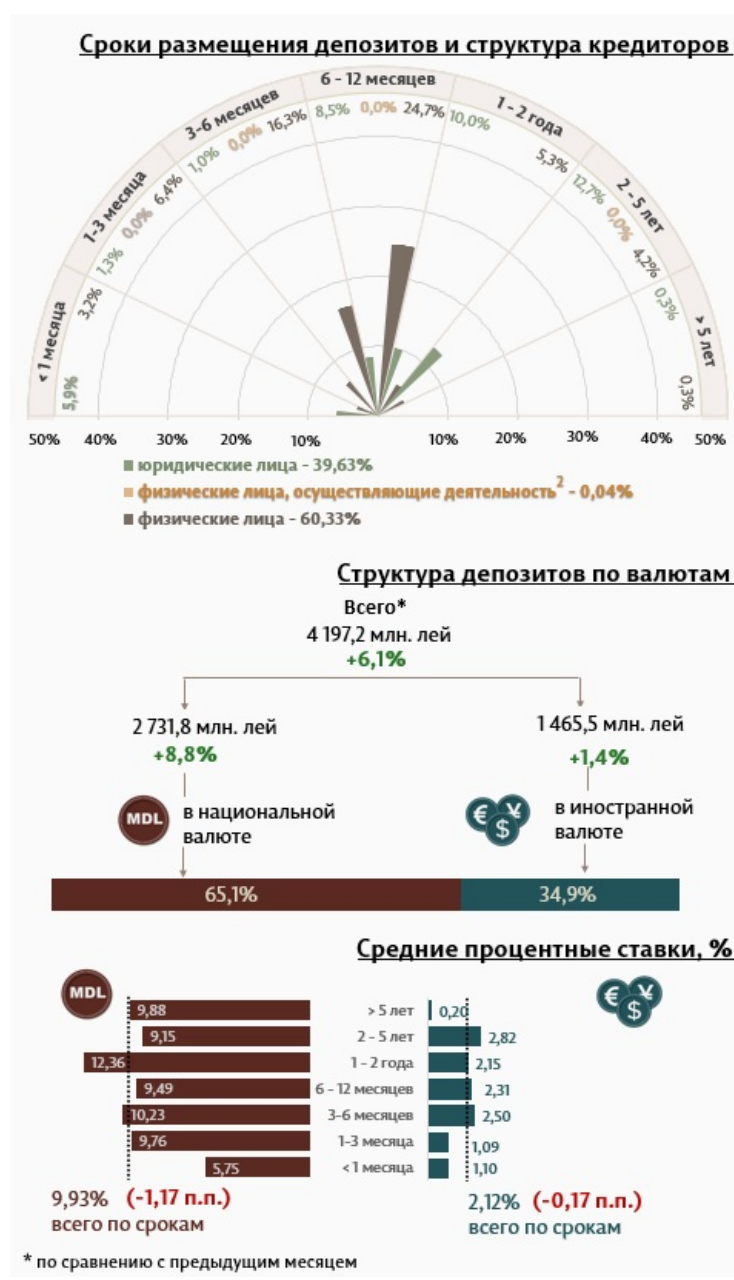 Сроки размещения депозитов и структура кредиторов
< 1 месяца
1-3 месяца
3-6 месяцев
6 - 12 месяцев
1 - 2 года
2 - 5 лет
> 5 лет
5,9%
3,2%
1,3%
0,0%
6,4%
1,0%
0,0%
16,3%
8,5%
0,0%
24,7%
10,0%
5,3%
12,7%
0,0%
4,2%
0,3%
0,3%
50% 40% 30% 20% 10% 10% 20% 30% 40% 50%
юридические лица - 39,63%
физические лица, осуществляющие деятельность2 - 0,04%
физические лица - 60,33%
Структура депозитов по валютам
Всего*
4 197,2 млн. лей
+6,1%
2 731,8 млн. лей
+8,8%
1 465,5 млн. лей
+1,4%
MDL
в национальной
валюте
€ ¥ $
в иностранной
валюте
65,1% 34,9%
Средние процентные ставки, %
MDL
€ ¥ $
9,88 > 5 лет 0,20
9,15 2 - 5 лет 2,82
12,36 1 - 2 года 2,15
9,49 6 - 12 месяцев 2,31
10,23 3-6 месяцев 2,50
9,76 1-3 месяца 1,09
5,75 < 1 месяца 1,10
9,93% (-1,17 п.п.)
всего по срокам
2,12% (-0,17 п.п.)
всего по срокам
* по сравнению с предыдущим месяцем